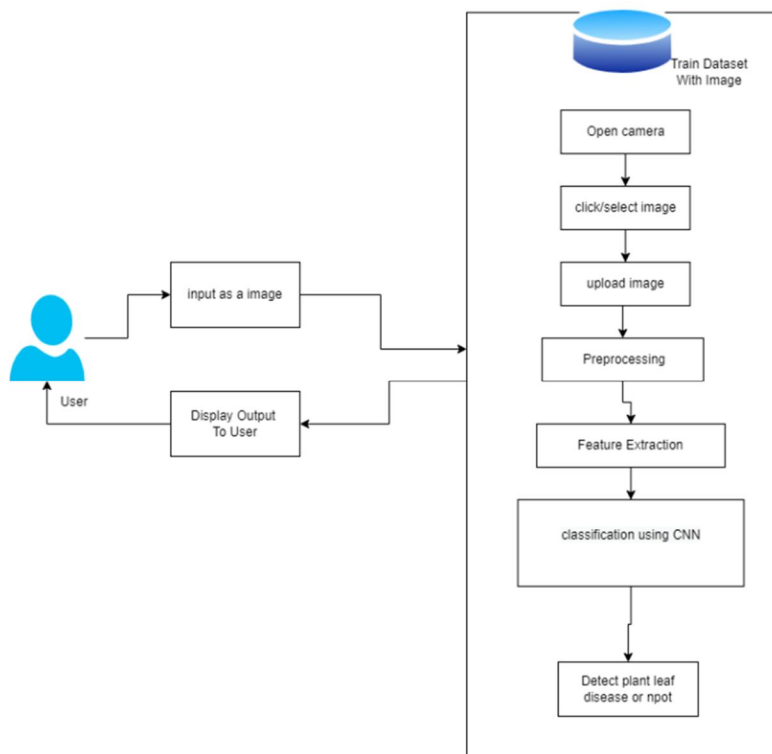 Train Dataset
With Image
Open camera
click/select image
upload image
Preprocessing
Feature Extraction
classification using CNN
Detect plant leaf
disease or npot
input as a image
User
Display Output
To User